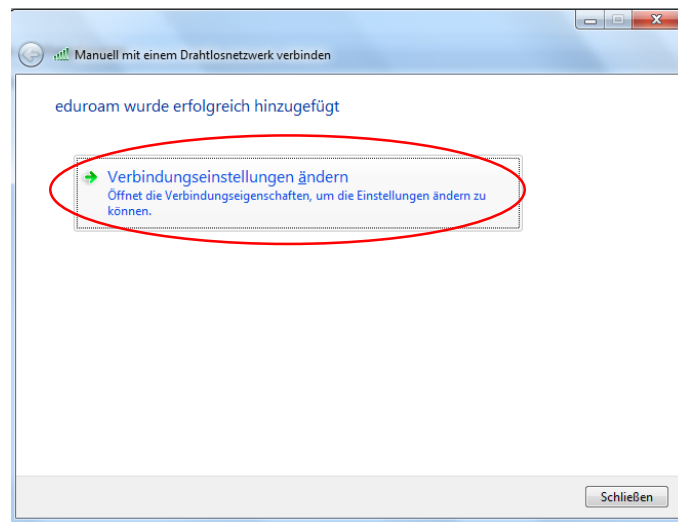 Manuell mit einem Drahtlosnetzwerk verbinden
eduroam wurde erfolgreich hinzugefügt
Verbindungseinstellungen ändern
Öffnet die Verbindungseigenschaften, um die Einstellungen ändern zu
können.
Schließen